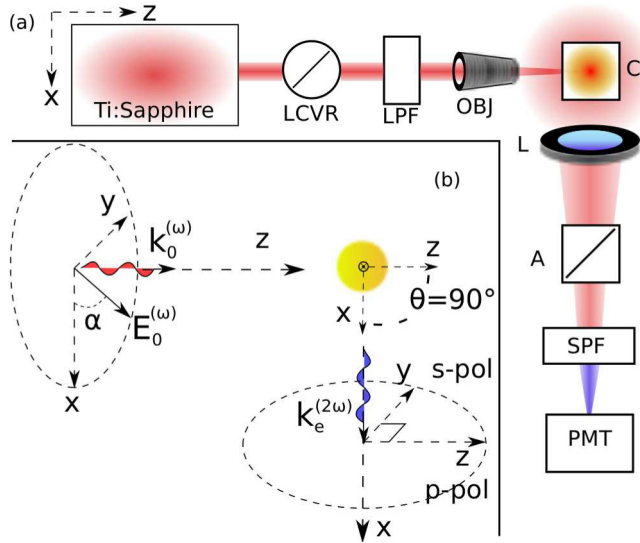 (a)
z
x
Ti:Sapphire
LCVR
LPF
OBJ
C
L
A
SPF
PMT
(b)
y
k₀^(ω)
z
E₀^(ω)
α
x
z
θ=90°
x
s-pol
y
kₑ^(2ω)
z
p-pol
x